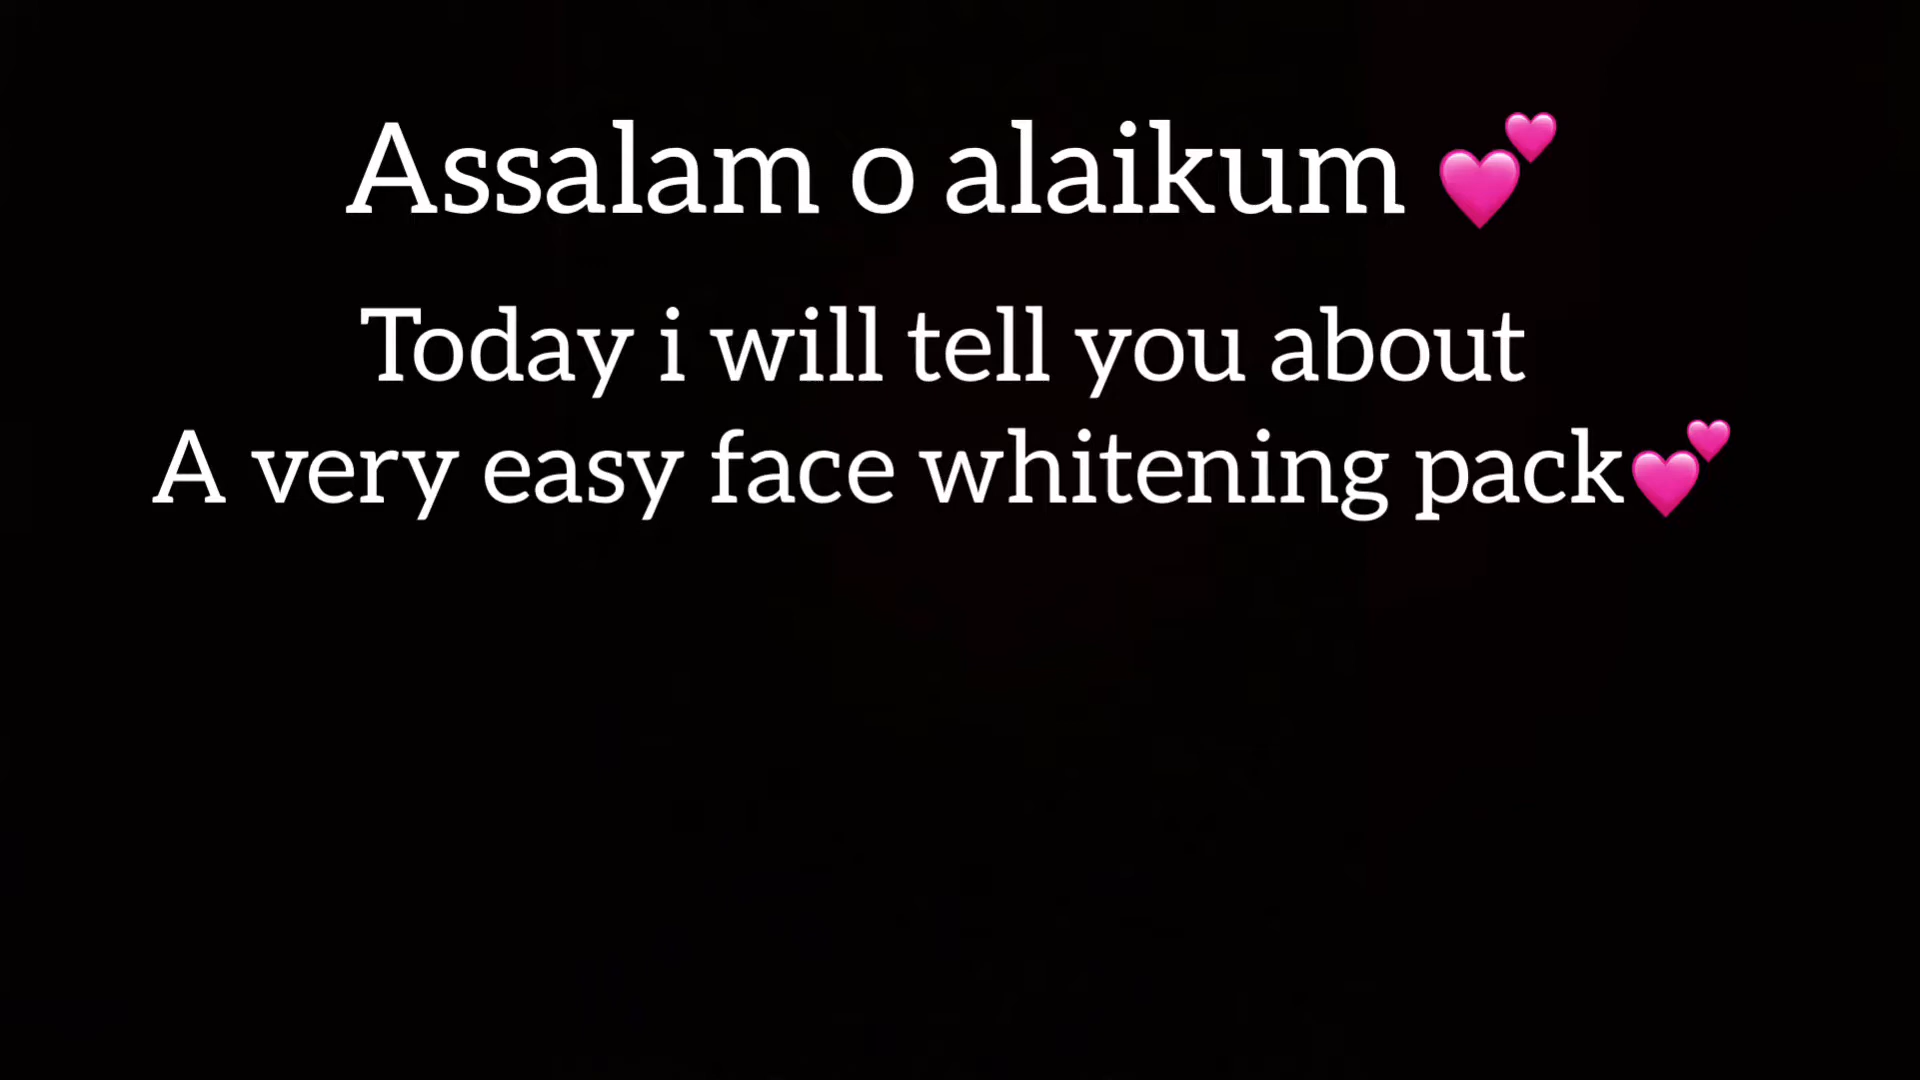 Assalam o alaikum 💕
Today i will tell you about
A very easy face whitening pack💕